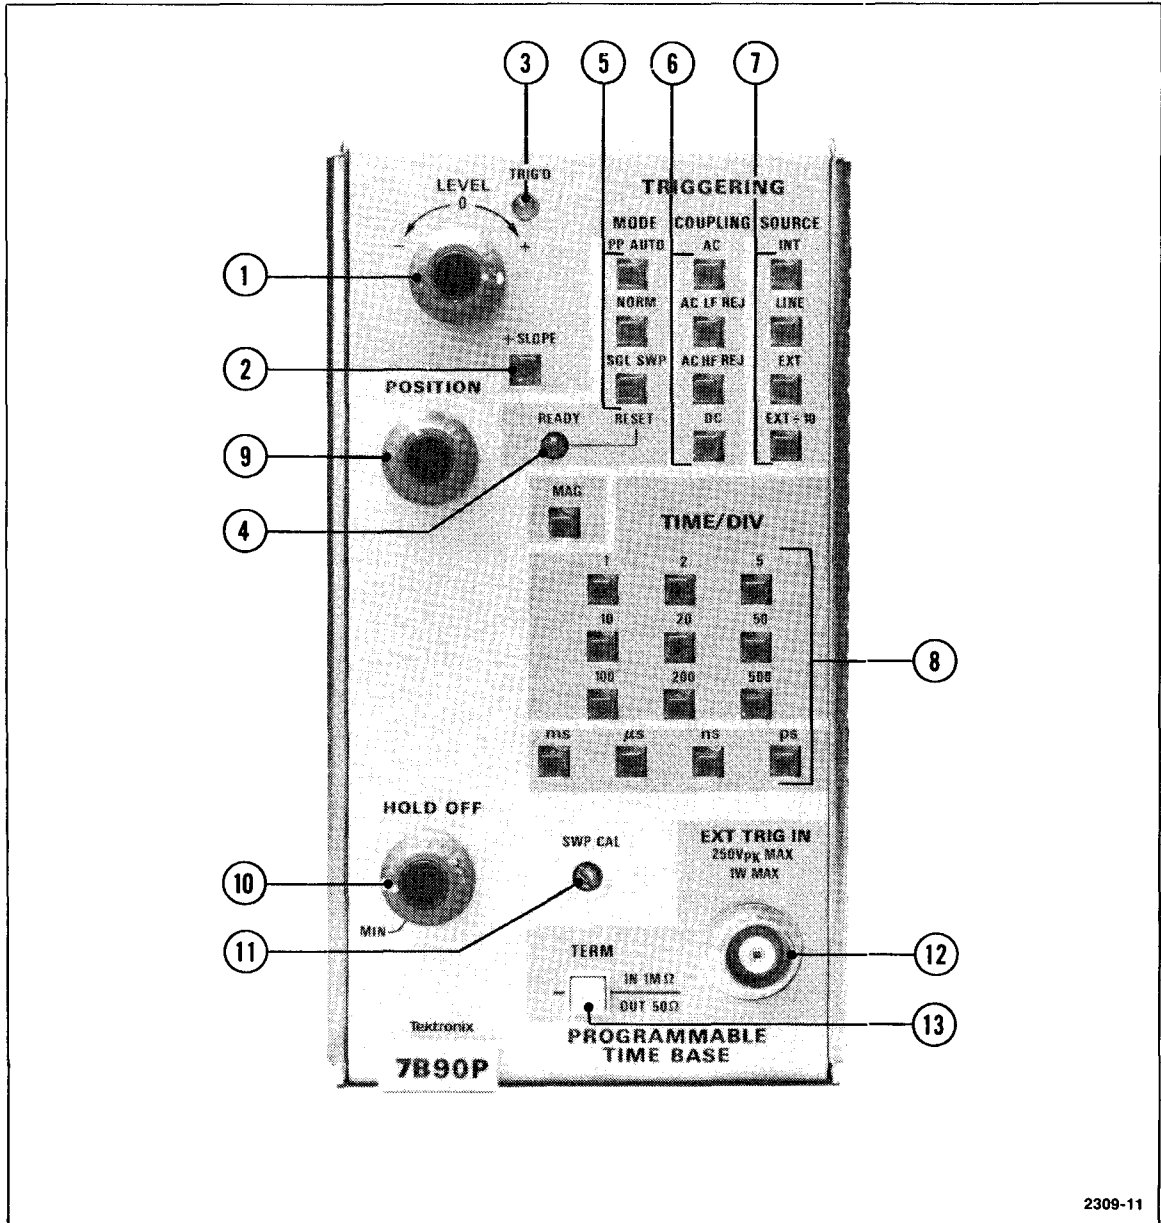 3 5 6 7
TRIG'D
LEVEL
0
- +
TRIGGERING
MODE COUPLING SOURCE
PP AUTO AC INT
1
NORM AC LF REJ LINE
+ SLOPE
2
SGL SWP AC HF REJ EXT
POSITION
READY RESET DC EXT ÷ 10
9
4
MAG
TIME/DIV
1 2 5
10 20 50
8
100 200 500
ms µs ns ps
HOLD OFF
SWP CAL
EXT TRIG IN
250Vpk MAX
1W MAX
10
MIN
11
12
TERM
IN 1MΩ
OUT 50Ω
13
Tektronix
PROGRAMMABLE
TIME BASE
7B90P
2309-11